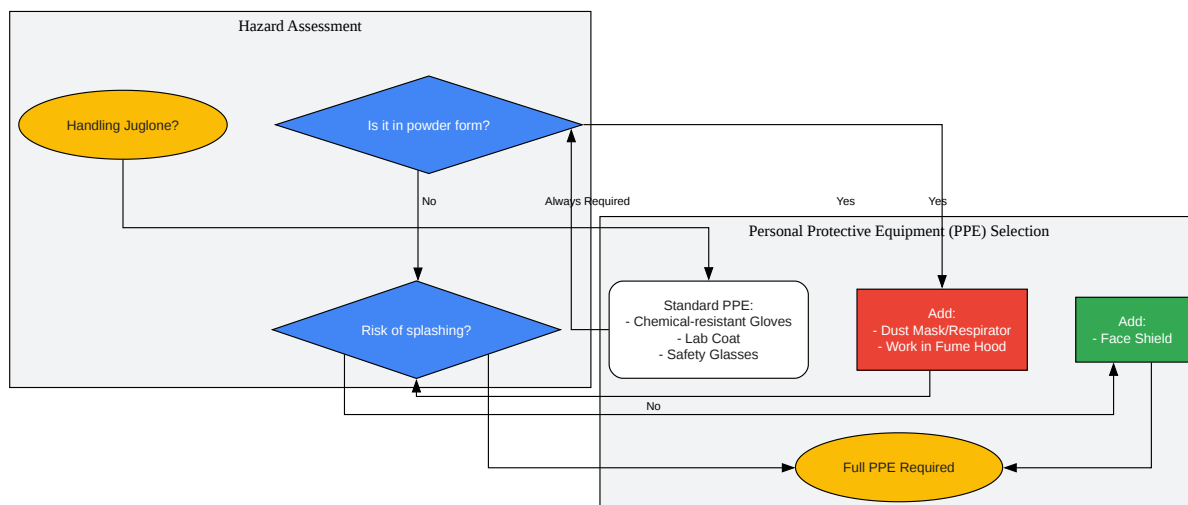 Hazard Assessment
Handling Juglone?
Is it in powder form?
No
Always Required
Yes
Yes
Personal Protective Equipment (PPE) Selection
Risk of splashing?
Standard PPE:
- Chemical-resistant Gloves
- Lab Coat
- Safety Glasses
Add:
- Dust Mask/Respirator
- Work in Fume Hood
Add:
- Face Shield
No
Full PPE Required